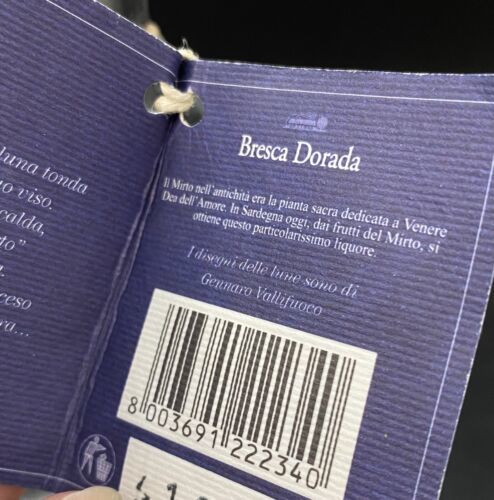 luna tonda
viso.
calda,
Bresca Dorada
Il Mirto nell'antichità era la pianta sacra dedicata a Venere
Dea dell'Amore. In Sardegna oggi, dai frutti del Mirto, si
ottiene questo particolarissimo liquore.
I disegni delle lune sono di
Gennaro Vallifuoco
8 003691 222340